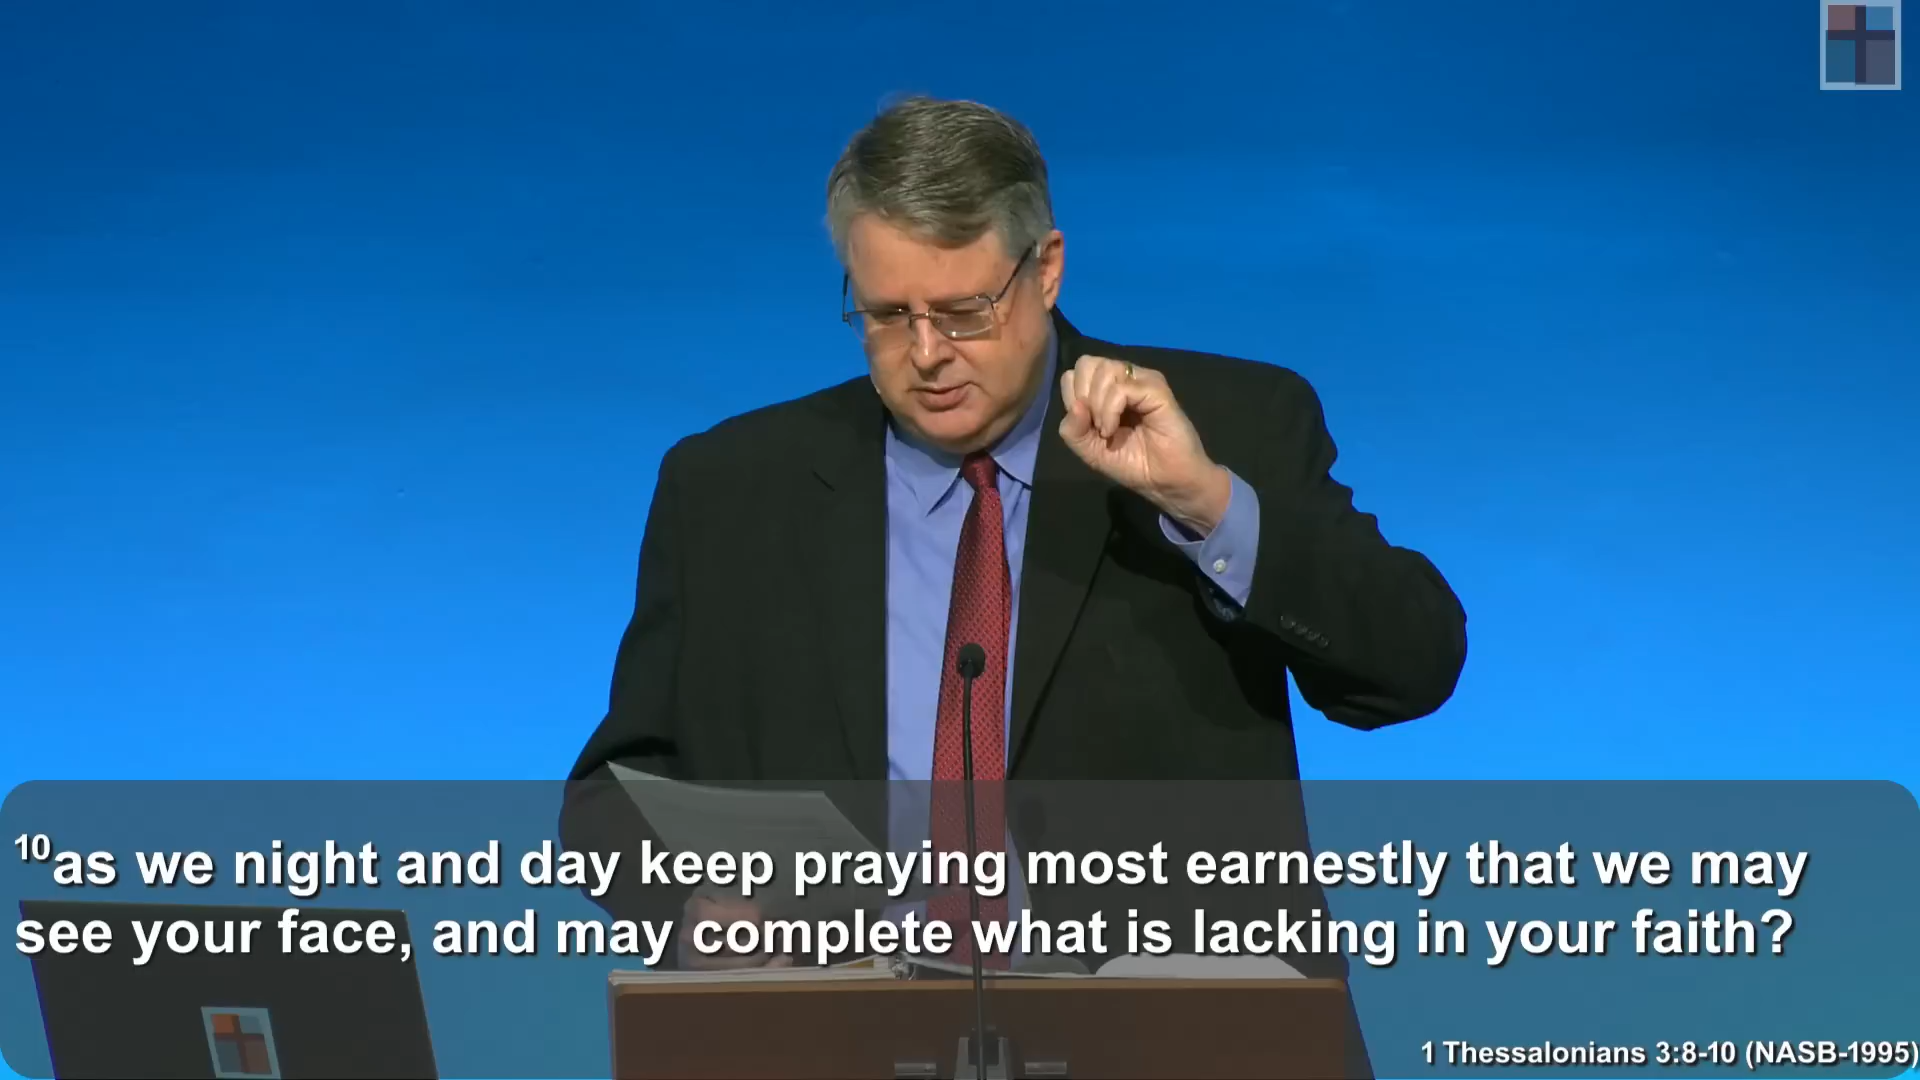 ¹⁰as we night and day keep praying most earnestly that we may
see your face, and may complete what is lacking in your faith?
1 Thessalonians 3:8-10 (NASB-1995)